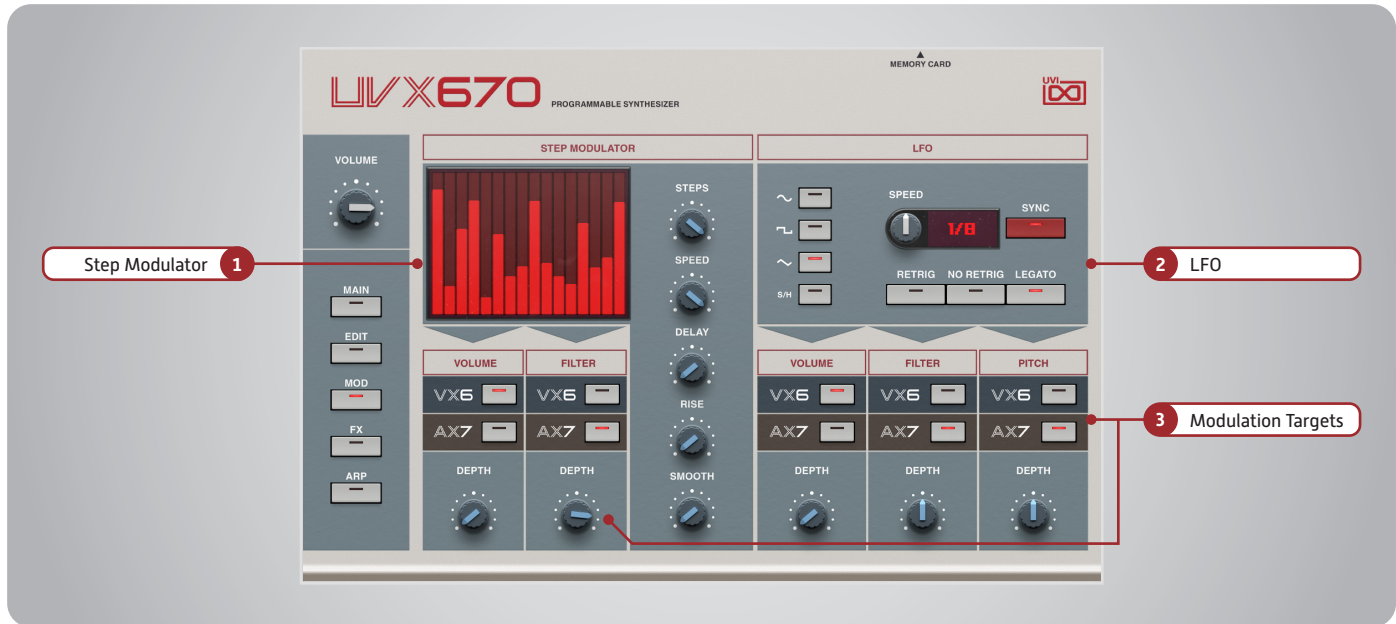 MEMORY CARD
UVX670 PROGRAMMABLE SYNTHESIZER
UVI
VOLUME
MAIN
EDIT
MOD
FX
ARP
STEP MODULATOR
STEPS
SPEED
DELAY
RISE
SMOOTH
VOLUME FILTER
VX6 VX6
AX7 AX7
DEPTH DEPTH
LFO
S/H
SPEED
1/8
SYNC
RETRIG NO RETRIG LEGATO
VOLUME FILTER PITCH
VX6 VX6 VX6
AX7 AX7 AX7
DEPTH DEPTH DEPTH
Step Modulator 1
2 LFO
3 Modulation Targets